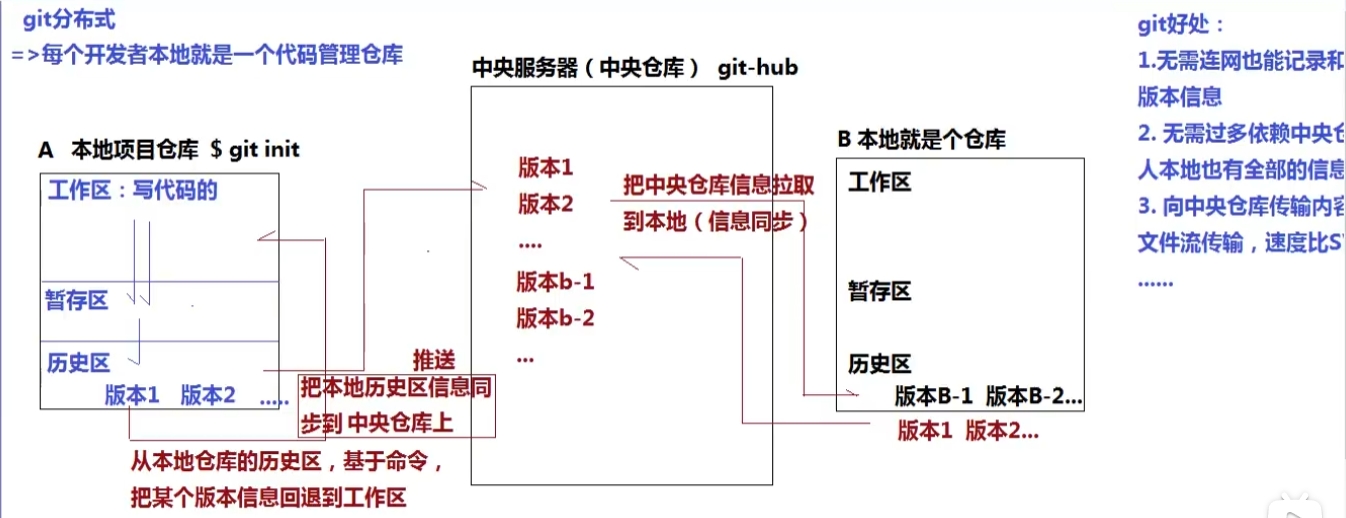 git分布式
=>每个开发者本地就是一个代码管理仓库
A 本地项目仓库 $ git init
工作区：写代码的
暂存区
历史区
版本1 版本2 .....
推送
把本地历史区信息同
步到 中央仓库上
从本地仓库的历史区，基于命令，
把某个版本信息回退到工作区
中央服务器（中央仓库） git-hub
版本1
版本2
....
版本b-1
版本b-2
...
把中央仓库信息拉取
到本地（信息同步）
B 本地就是个仓库
工作区
暂存区
历史区
版本B-1 版本B-2...
版本1 版本2...
git好处：
1.无需连网也能记录和
版本信息
2. 无需过多依赖中央仓
人本地也有全部的信息
3. 向中央仓库传输内容
文件流传输，速度比S
......